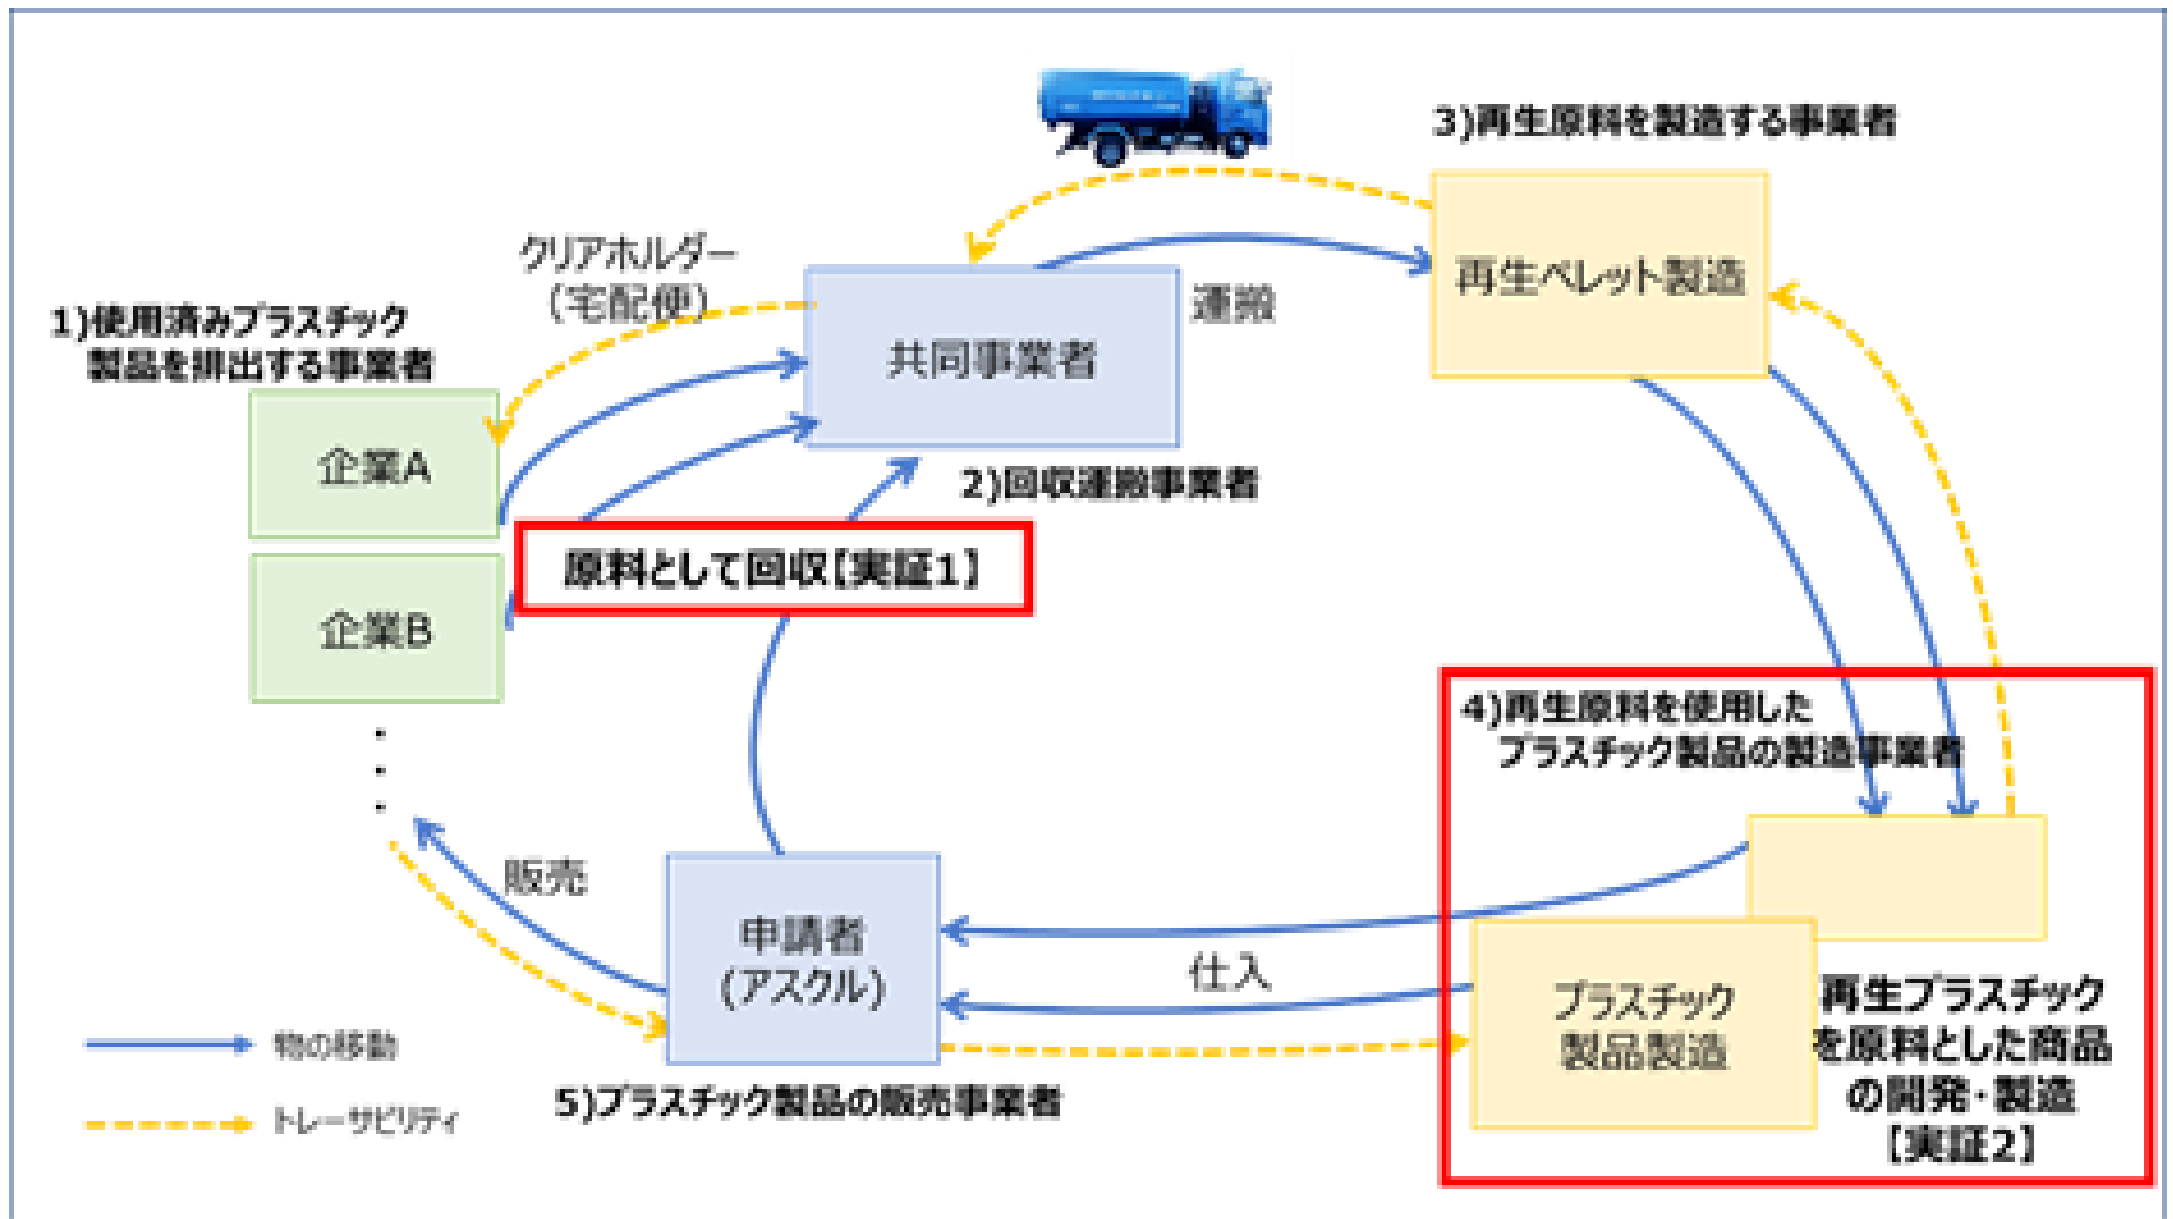 3)再生原料を製造する事業者
クリアホルダー
(宅配便)
再生ペレット製造
運搬
1)使用済みプラスチック
製品を排出する事業者
共同事業者
企業A
2)回収運搬事業者
原料として回収【実証1】
企業B
4)再生原料を使用した
プラスチック製品の製造事業者
販売
申請者
(アスクル)
仕入
プラスチック
製品製造
再生プラスチック
を原料とした商品
の開発・製造
【実証2】
物の移動
5)プラスチック製品の販売事業者
トレーサビリティ